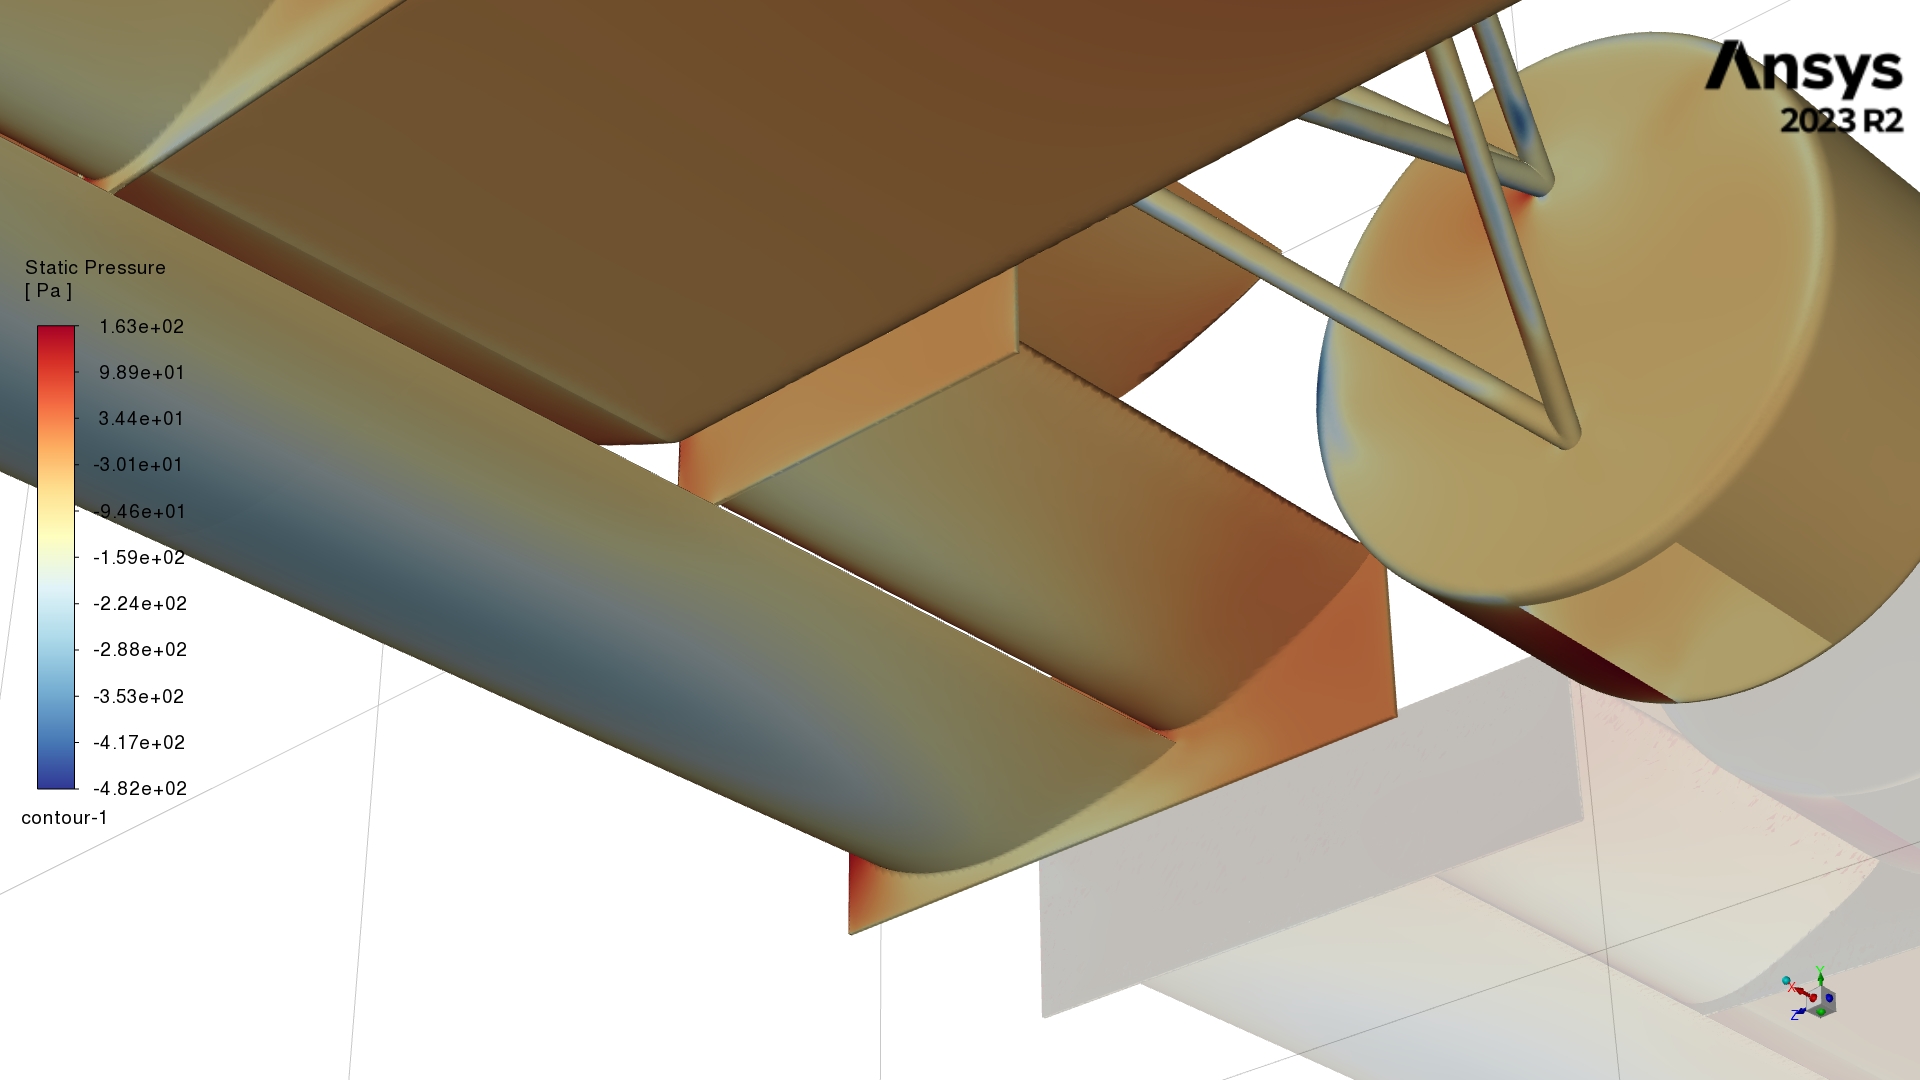 Ansys
2023 R2
Static Pressure
[ Pa ]
1.63e+02
9.89e+01
3.44e+01
-3.01e+01
-9.46e+01
-1.59e+02
-2.24e+02
-2.88e+02
-3.53e+02
-4.17e+02
-4.82e+02
contour-1
Y
X
Z